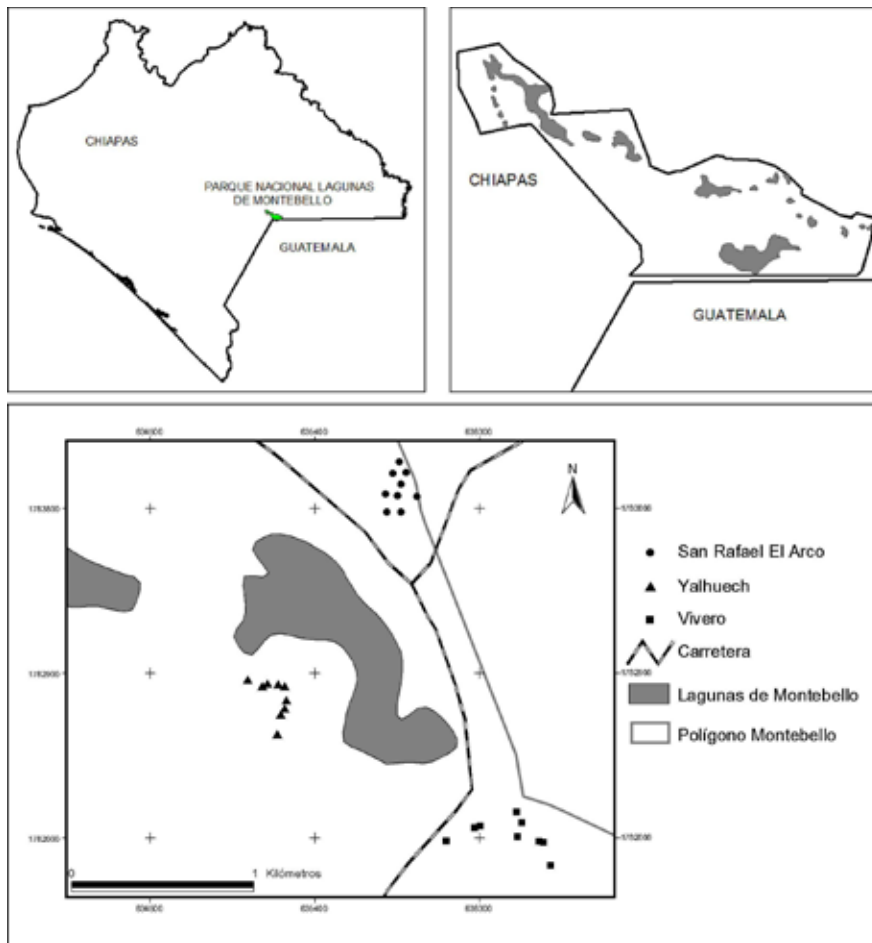 CHIAPAS
PARQUE NACIONAL LAGUNAS
DE MONTEBELLO
GUATEMALA
CHIAPAS
GUATEMALA
N
San Rafael El Arco
Yalhuech
Vivero
Carretera
Lagunas de Montebello
Polígono Montebello
0
1 Kilómetros